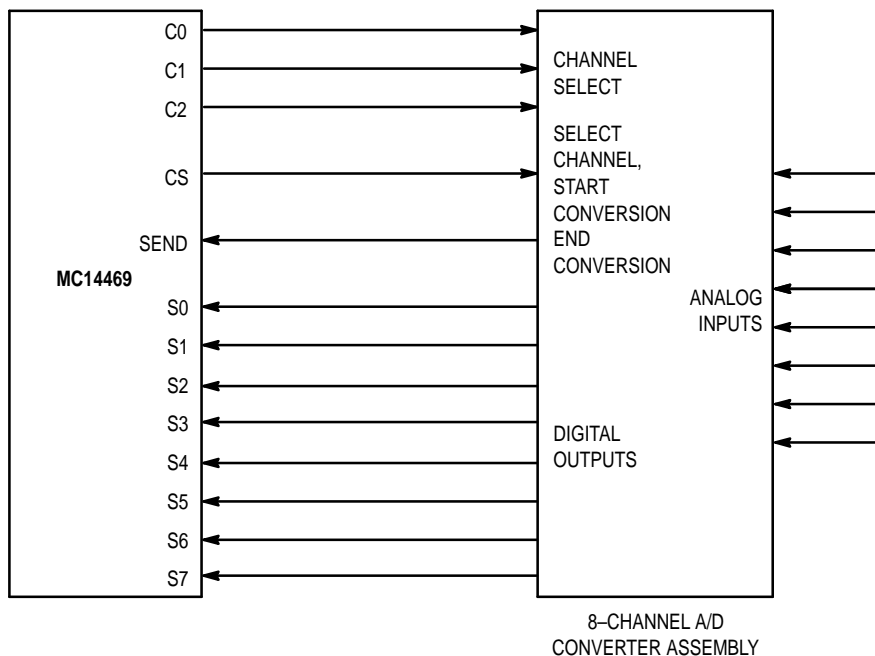 C0
C1
C2
CS
SEND
MC14469
S0
S1
S2
S3
S4
S5
S6
S7
CHANNEL
SELECT
SELECT
CHANNEL,
START
CONVERSION
END
CONVERSION
DIGITAL
OUTPUTS
ANALOG
INPUTS
8–CHANNEL A/D
CONVERTER ASSEMBLY